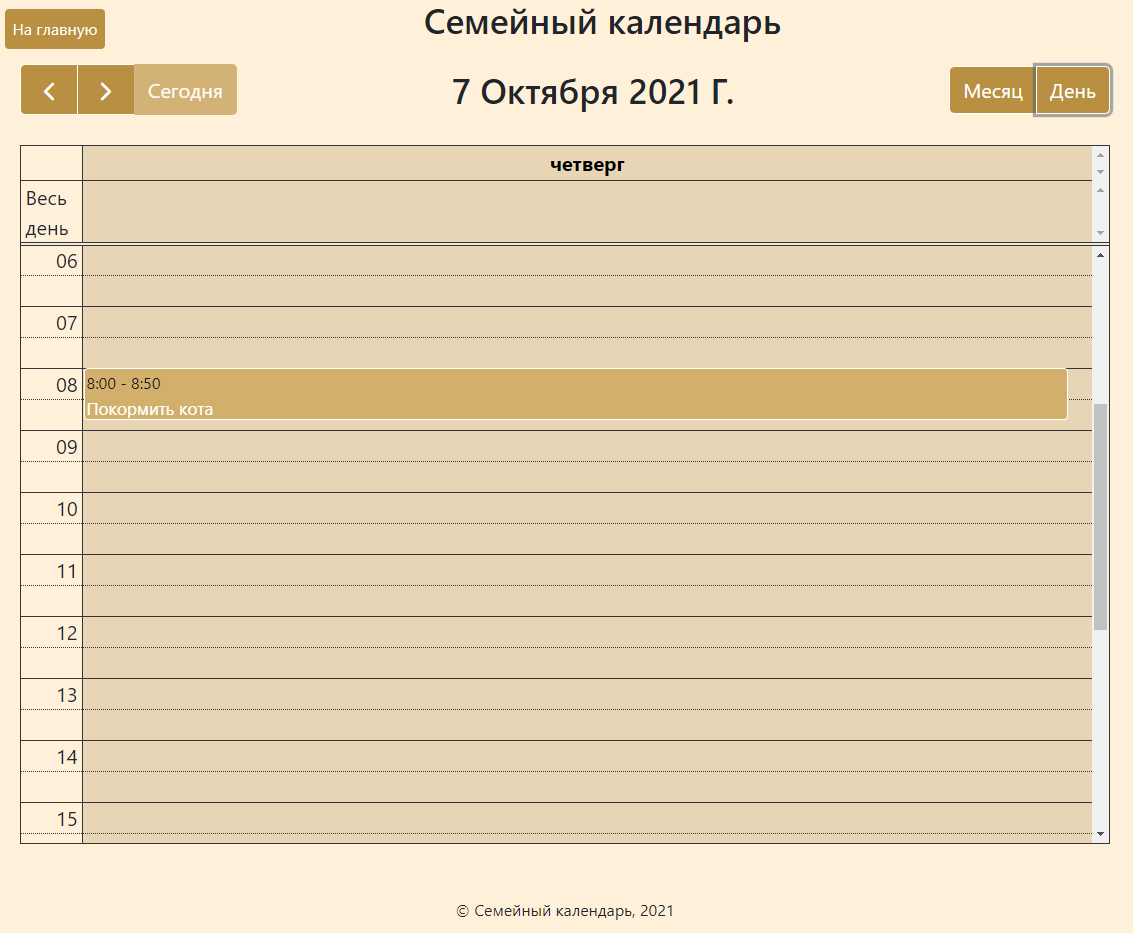 На главную
Семейный календарь
Сегодня
7 Октября 2021 Г.
Месяц
День
четверг
Весь
день
06
07
08
8:00 - 8:50
Покормить кота
09
10
11
12
13
14
15
© Семейный календарь, 2021